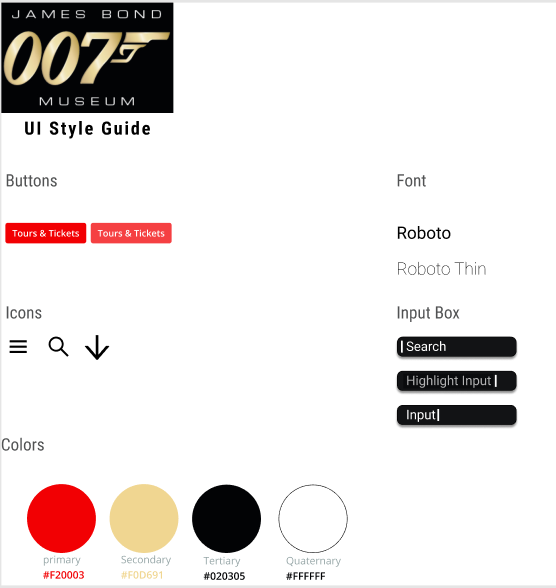 JAMES BOND
007
MUSEUM
UI Style Guide
Buttons
Font
Tours & Tickets
Tours & Tickets
Roboto
Roboto Thin
Icons
Input Box
Search
Highlight Input
Input
Colors
primary
#F20003
Secondary
#F0D691
Tertiary
#020305
Quaternary
#FFFFFF